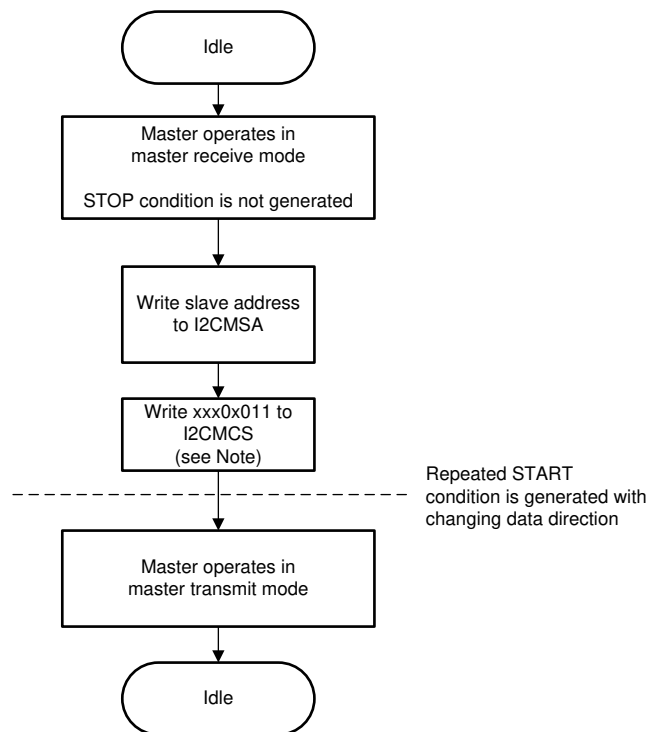 Idle
Master operates in
master receive mode
STOP condition is not generated
Write slave address
to I2CMSA
Write xxx0x011 to
I2CMCS
(see Note)
Repeated START
condition is generated with
changing data direction
Master operates in
master transmit mode
Idle